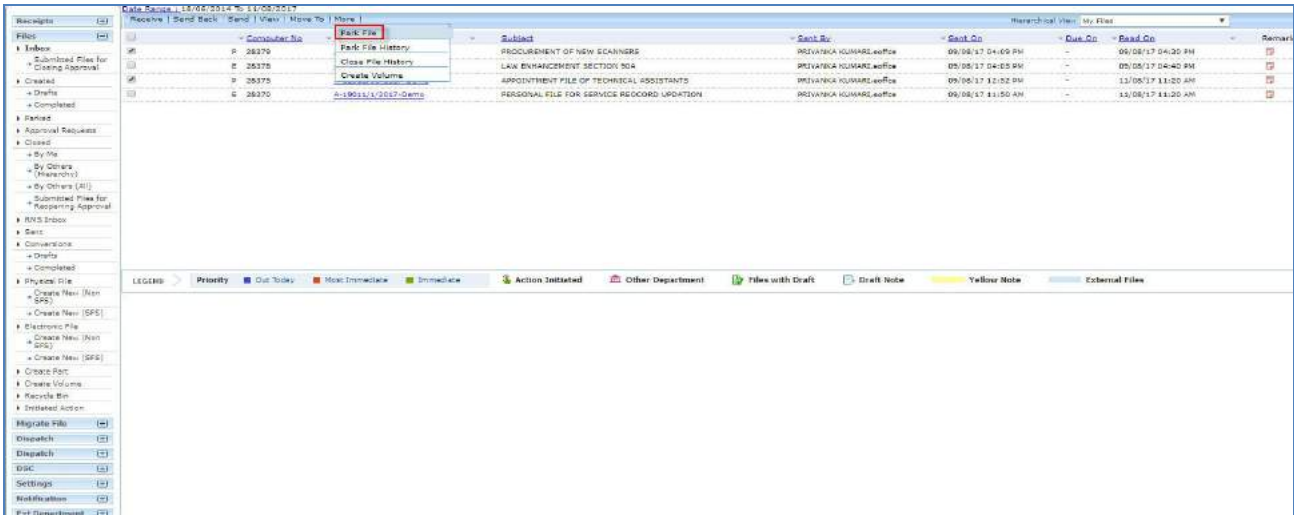 Date Range | 18/06/2014 To 11/08/2017
Receipts
Receive | Send Back Send | View | Move To | More |
Hierarchical View My Files
Files
Park File
Computer No
Subject
Sent By
Sent On
Due On
Read On
Remark
Inbox
Park File History
P 28379
PROCUREMENT OF NEW SCANNERS
PRIYANKA KUMARI,eoffice
09/08/17 04:09 PM
-
09/08/17 04:20 PM
Submitted Files for Closing Approval
Close File History
E 28378
LAW ENHANCEMENT SECTION 50A
PRIYANKA KUMARI,eoffice
09/08/17 04:05 PM
-
09/08/17 04:40 PM
Created
Create Volume
P 28375
APPOINTMENT FILE OF TECHNICAL ASSISTANTS
PRIYANKA KUMARI,eoffice
09/08/17 12:52 PM
-
11/08/17 11:20 AM
Drafts
E 28370
A-19011/1/2017-Demo
PERSONAL FILE FOR SERVICE REOCORD UPDATION
PRIYANKA KUMARI,eoffice
09/08/17 11:50 AM
-
11/08/17 11:20 AM
Completed
Parked
Approval Requests
Closed
By Me
By Others (Hierarchy)
By Others (All)
Submitted Files for Reopening Approval
RMS Inbox
Sent
Conversions
Drafts
Completed
Physical File
LEGEND
Priority
Out Today
Most Immediate
Immediate
Action Initiated
Other Department
Files with Draft
Draft Note
Yellow Note
External Files
Create New (Non SFS)
Create New (SFS)
Electronic File
Create New (Non SFS)
Create New (SFS)
Create Part
Create Volume
Recycle Bin
Initiated Action
Migrate File
Dispatch
Dispatch
DSC
Settings
Notification
Ext Department